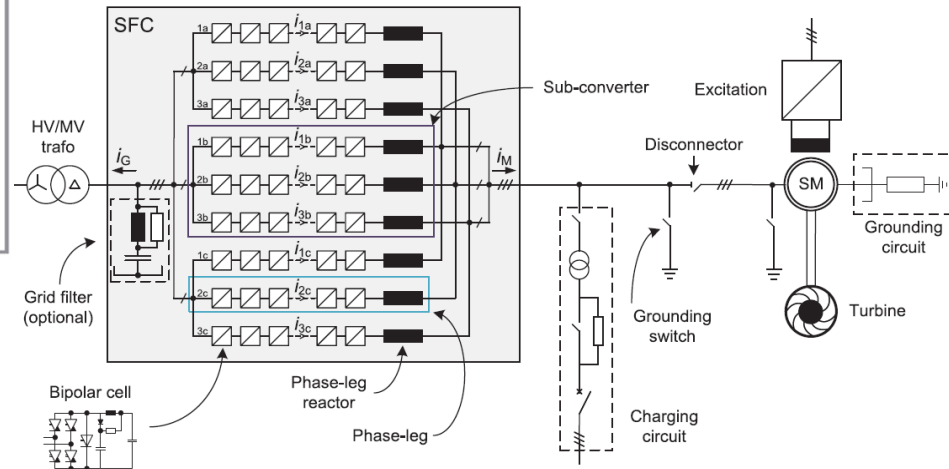 SFC
1a
i1a
2a
i2a
3a
i3a
Sub-converter
Excitation
HV/MV
trafo
iG
1b
i1b
iM
Disconnector
2b
i2b
SM
3b
i3b
Grounding
circuit
1c
i1c
Grid filter
(optional)
2c
i2c
Grounding
switch
Turbine
3c
i3c
Bipolar cell
Phase-leg
reactor
Phase-leg
Charging
circuit